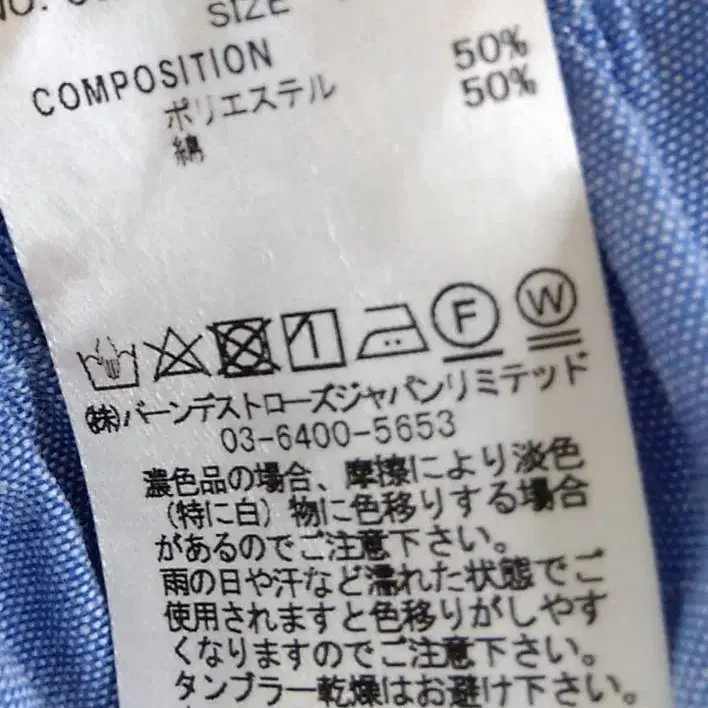 NO.
SIZE
COMPOSITION
ポリエステル 50%
綿 50%
F W
㈱バーンデストローズジャパンリミテッド
03-6400-5653
濃色品の場合、摩擦により淡色
(特に白)物に色移りする場合
があるのでご注意下さい。
雨の日や汗など濡れた状態でご
使用されますと色移りがしやす
くなりますのでご注意下さい。
タンブラー乾燥はお避け下さい。